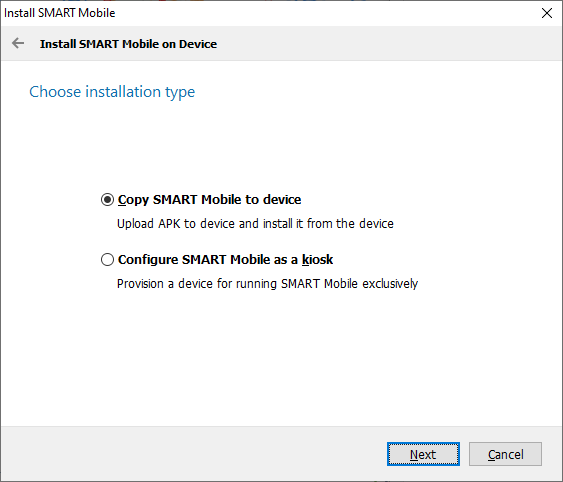 Install SMART Mobile
Install SMART Mobile on Device
Choose installation type
Copy SMART Mobile to device
Upload APK to device and install it from the device
Configure SMART Mobile as a kiosk
Provision a device for running SMART Mobile exclusively
Next
Cancel